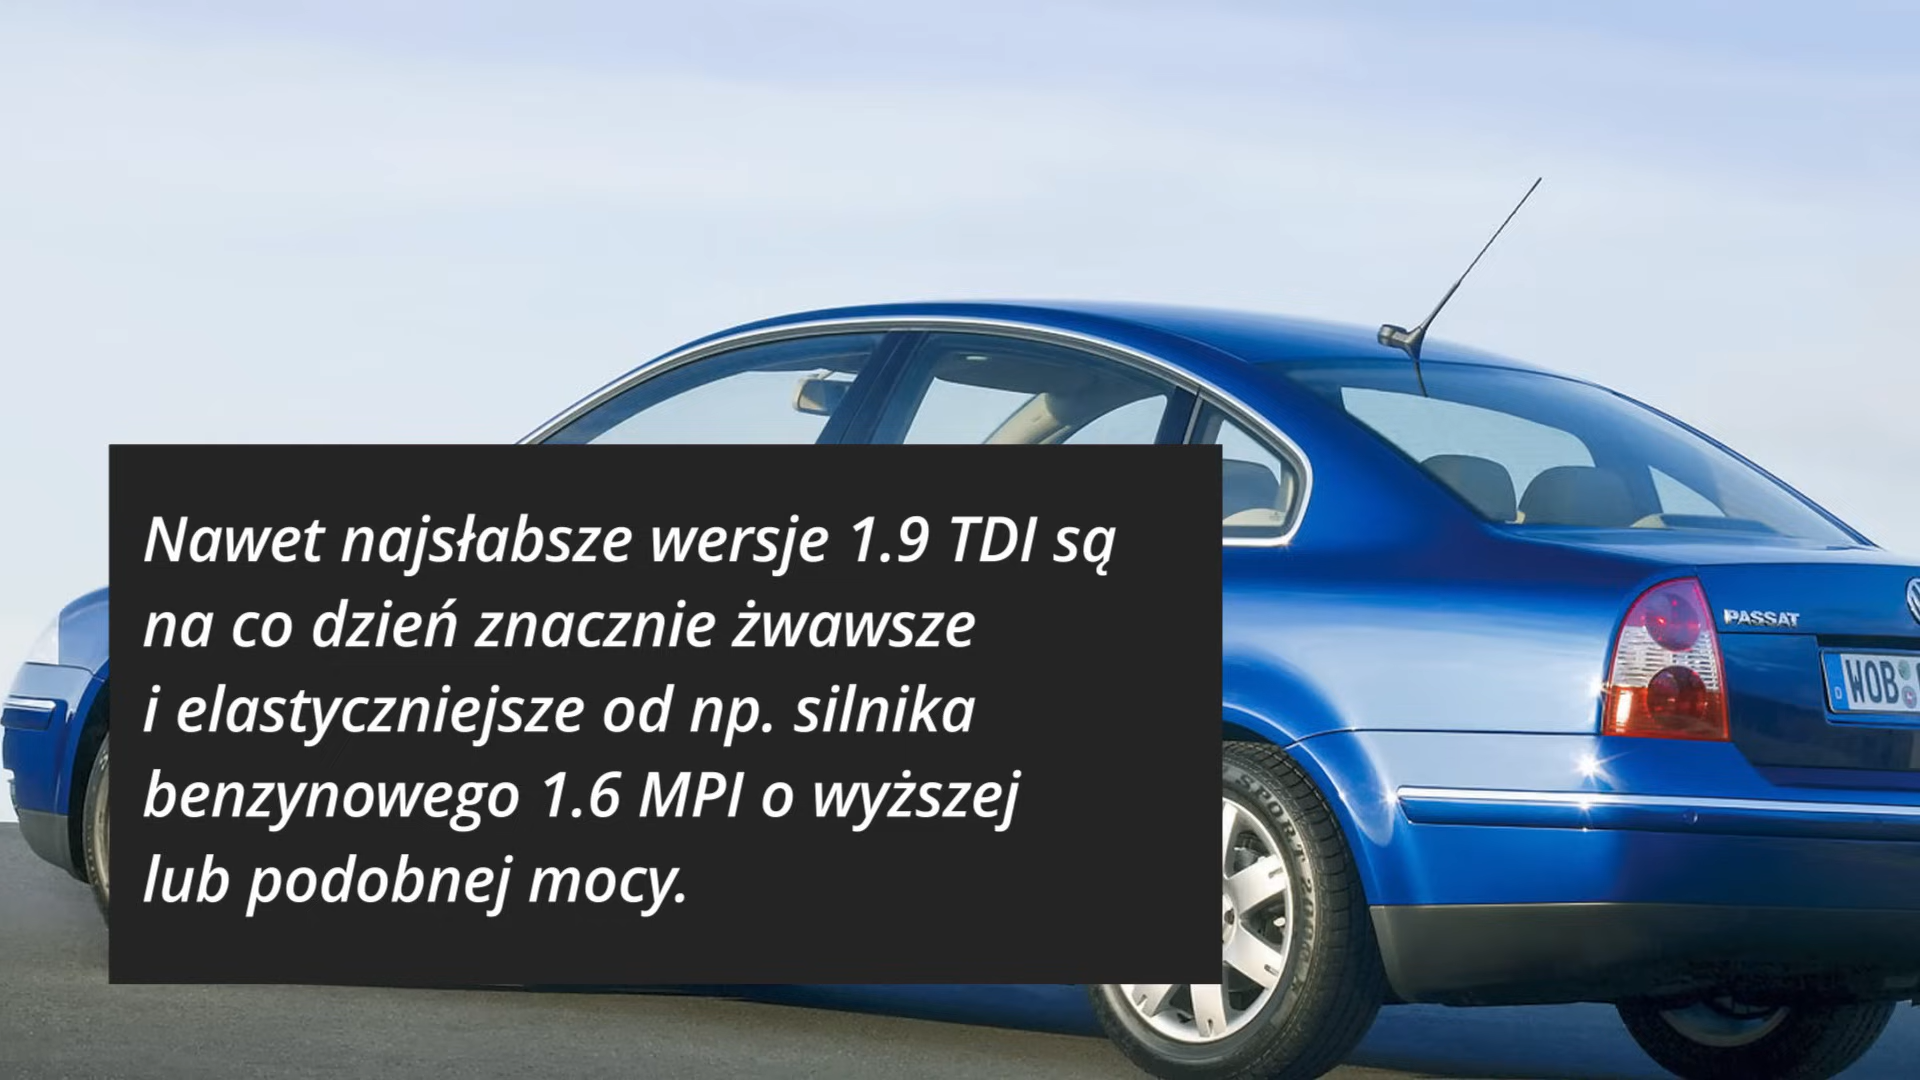 Nawet najsłabsze wersje 1.9 TDI są
na co dzień znacznie żwawsze
i elastyczniejsze od np. silnika
benzynowego 1.6 MPI o wyższej
lub podobnej mocy.
PASSAT
WOB
SPORT